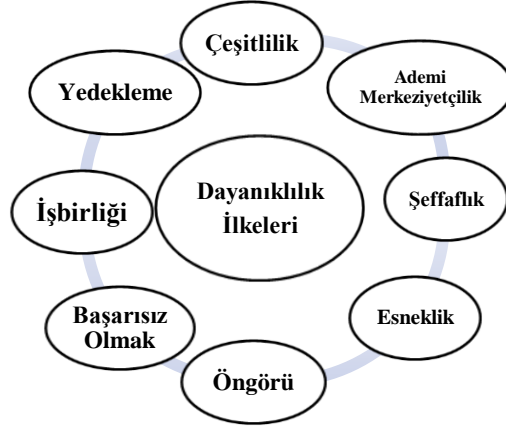 Çeşitlilik
Ademi
Merkeziyetçilik
Şeffaflık
Esneklik
Öngörü
Başarısız
Olmak
İşbirliği
Yedekleme
Dayanıklılık
İlkeleri